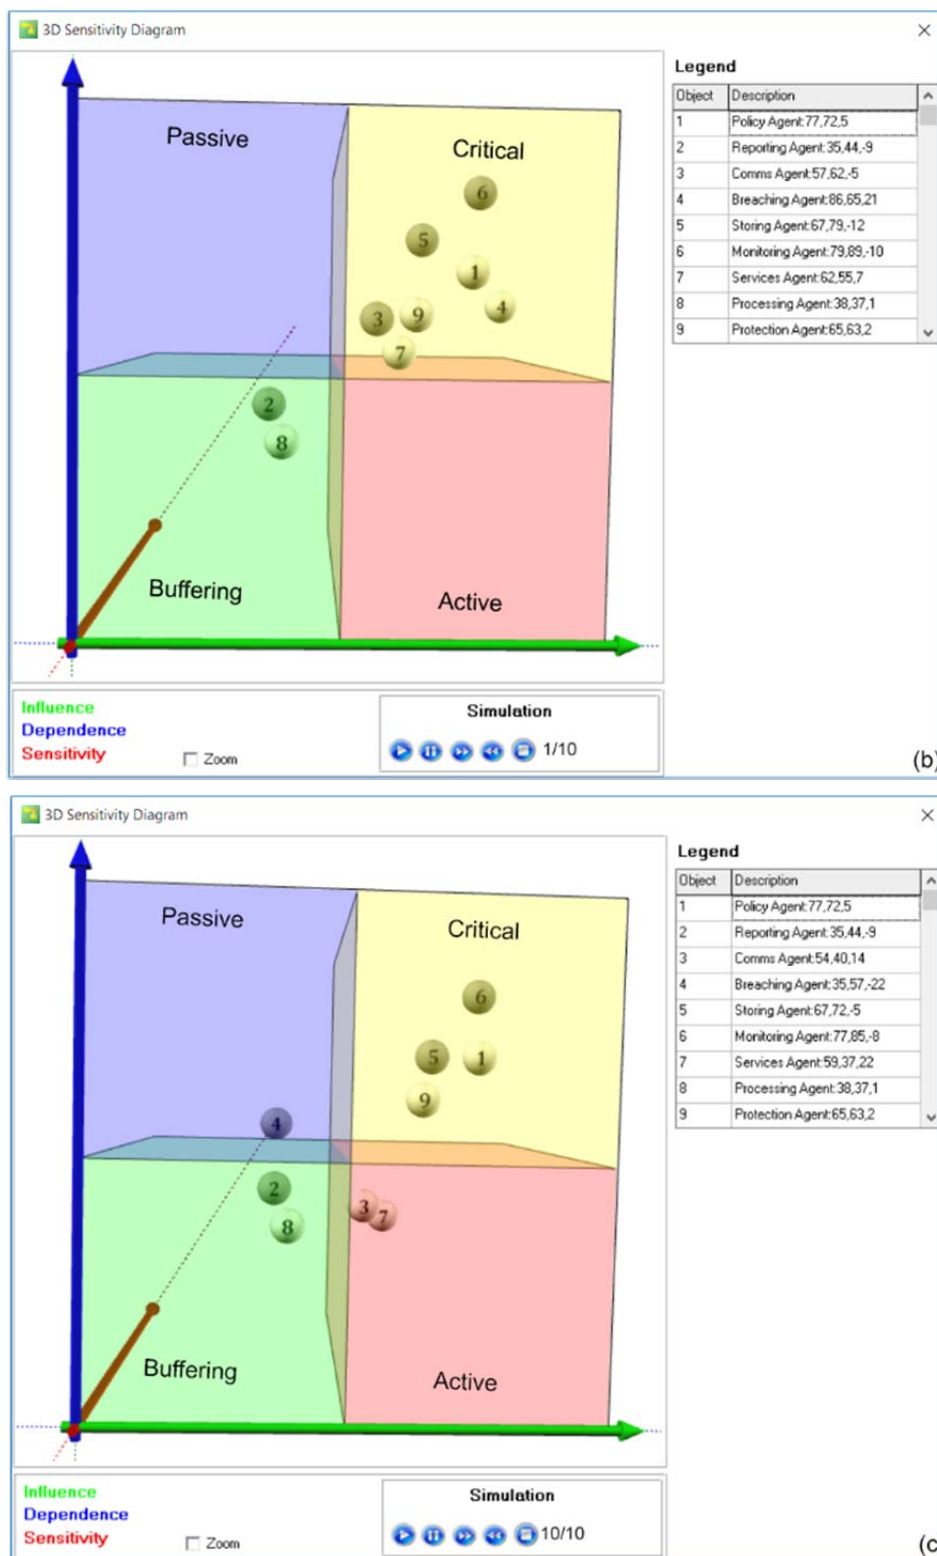 3D Sensitivity Diagram
Passive
Critical
6
5
1
4
3
9
7
2
8
Buffering
Active
Legend
Object Description
1 Policy Agent:77,72,5
2 Reporting Agent:35,44,-9
3 Comms Agent:57,62,-5
4 Breaching Agent:86,65,21
5 Storing Agent:67,79,-12
6 Monitoring Agent:79,89,-10
7 Services Agent:62,55,7
8 Processing Agent:38,37,1
9 Protection Agent:65,63,2
Influence
Dependence
Sensitivity
Zoom
Simulation
1/10
(b)
3D Sensitivity Diagram
Passive
Critical
6
5
1
9
4
2
3
7
8
Buffering
Active
Legend
Object Description
1 Policy Agent:77,72,5
2 Reporting Agent:35,44,-9
3 Comms Agent:54,40,14
4 Breaching Agent:35,57,-22
5 Storing Agent:67,72,-5
6 Monitoring Agent:77,85,-8
7 Services Agent:59,37,22
8 Processing Agent:38,37,1
9 Protection Agent:65,63,2
Influence
Dependence
Sensitivity
Zoom
Simulation
10/10
(c